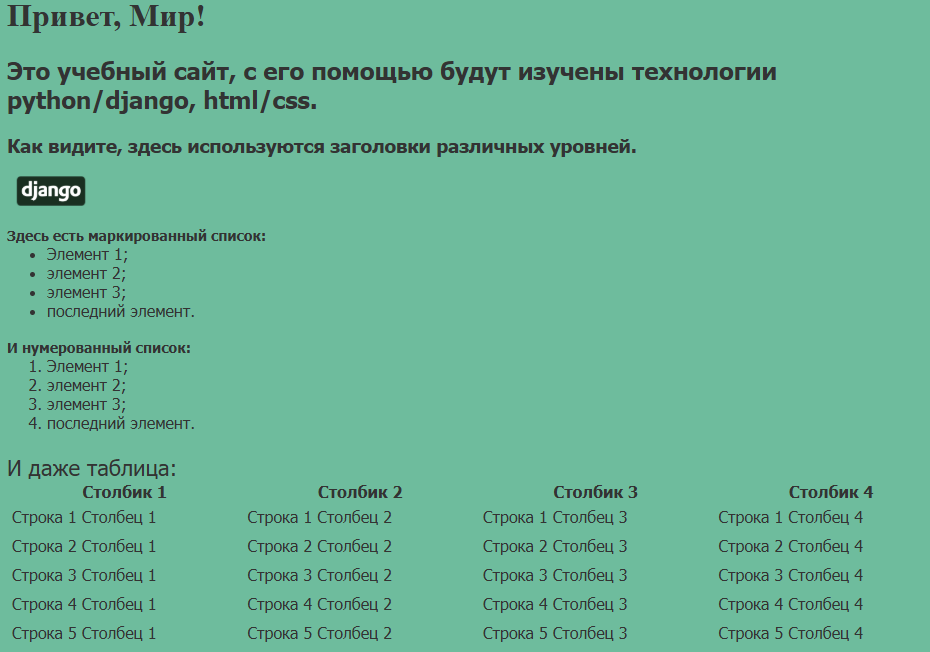 Привет, Мир!
Это учебный сайт, с его помощью будут изучены технологии
python/django, html/css.
Как видите, здесь используются заголовки различных уровней.
django
Здесь есть маркированный список:
• Элемент 1;
• элемент 2;
• элемент 3;
• последний элемент.
И нумерованный список:
1. Элемент 1;
2. элемент 2;
3. элемент 3;
4. последний элемент.
И даже таблица:
Столбик 1 Столбик 2 Столбик 3 Столбик 4
Строка 1 Столбец 1 Строка 1 Столбец 2 Строка 1 Столбец 3 Строка 1 Столбец 4
Строка 2 Столбец 1 Строка 2 Столбец 2 Строка 2 Столбец 3 Строка 2 Столбец 4
Строка 3 Столбец 1 Строка 3 Столбец 2 Строка 3 Столбец 3 Строка 3 Столбец 4
Строка 4 Столбец 1 Строка 4 Столбец 2 Строка 4 Столбец 3 Строка 4 Столбец 4
Строка 5 Столбец 1 Строка 5 Столбец 2 Строка 5 Столбец 3 Строка 5 Столбец 4